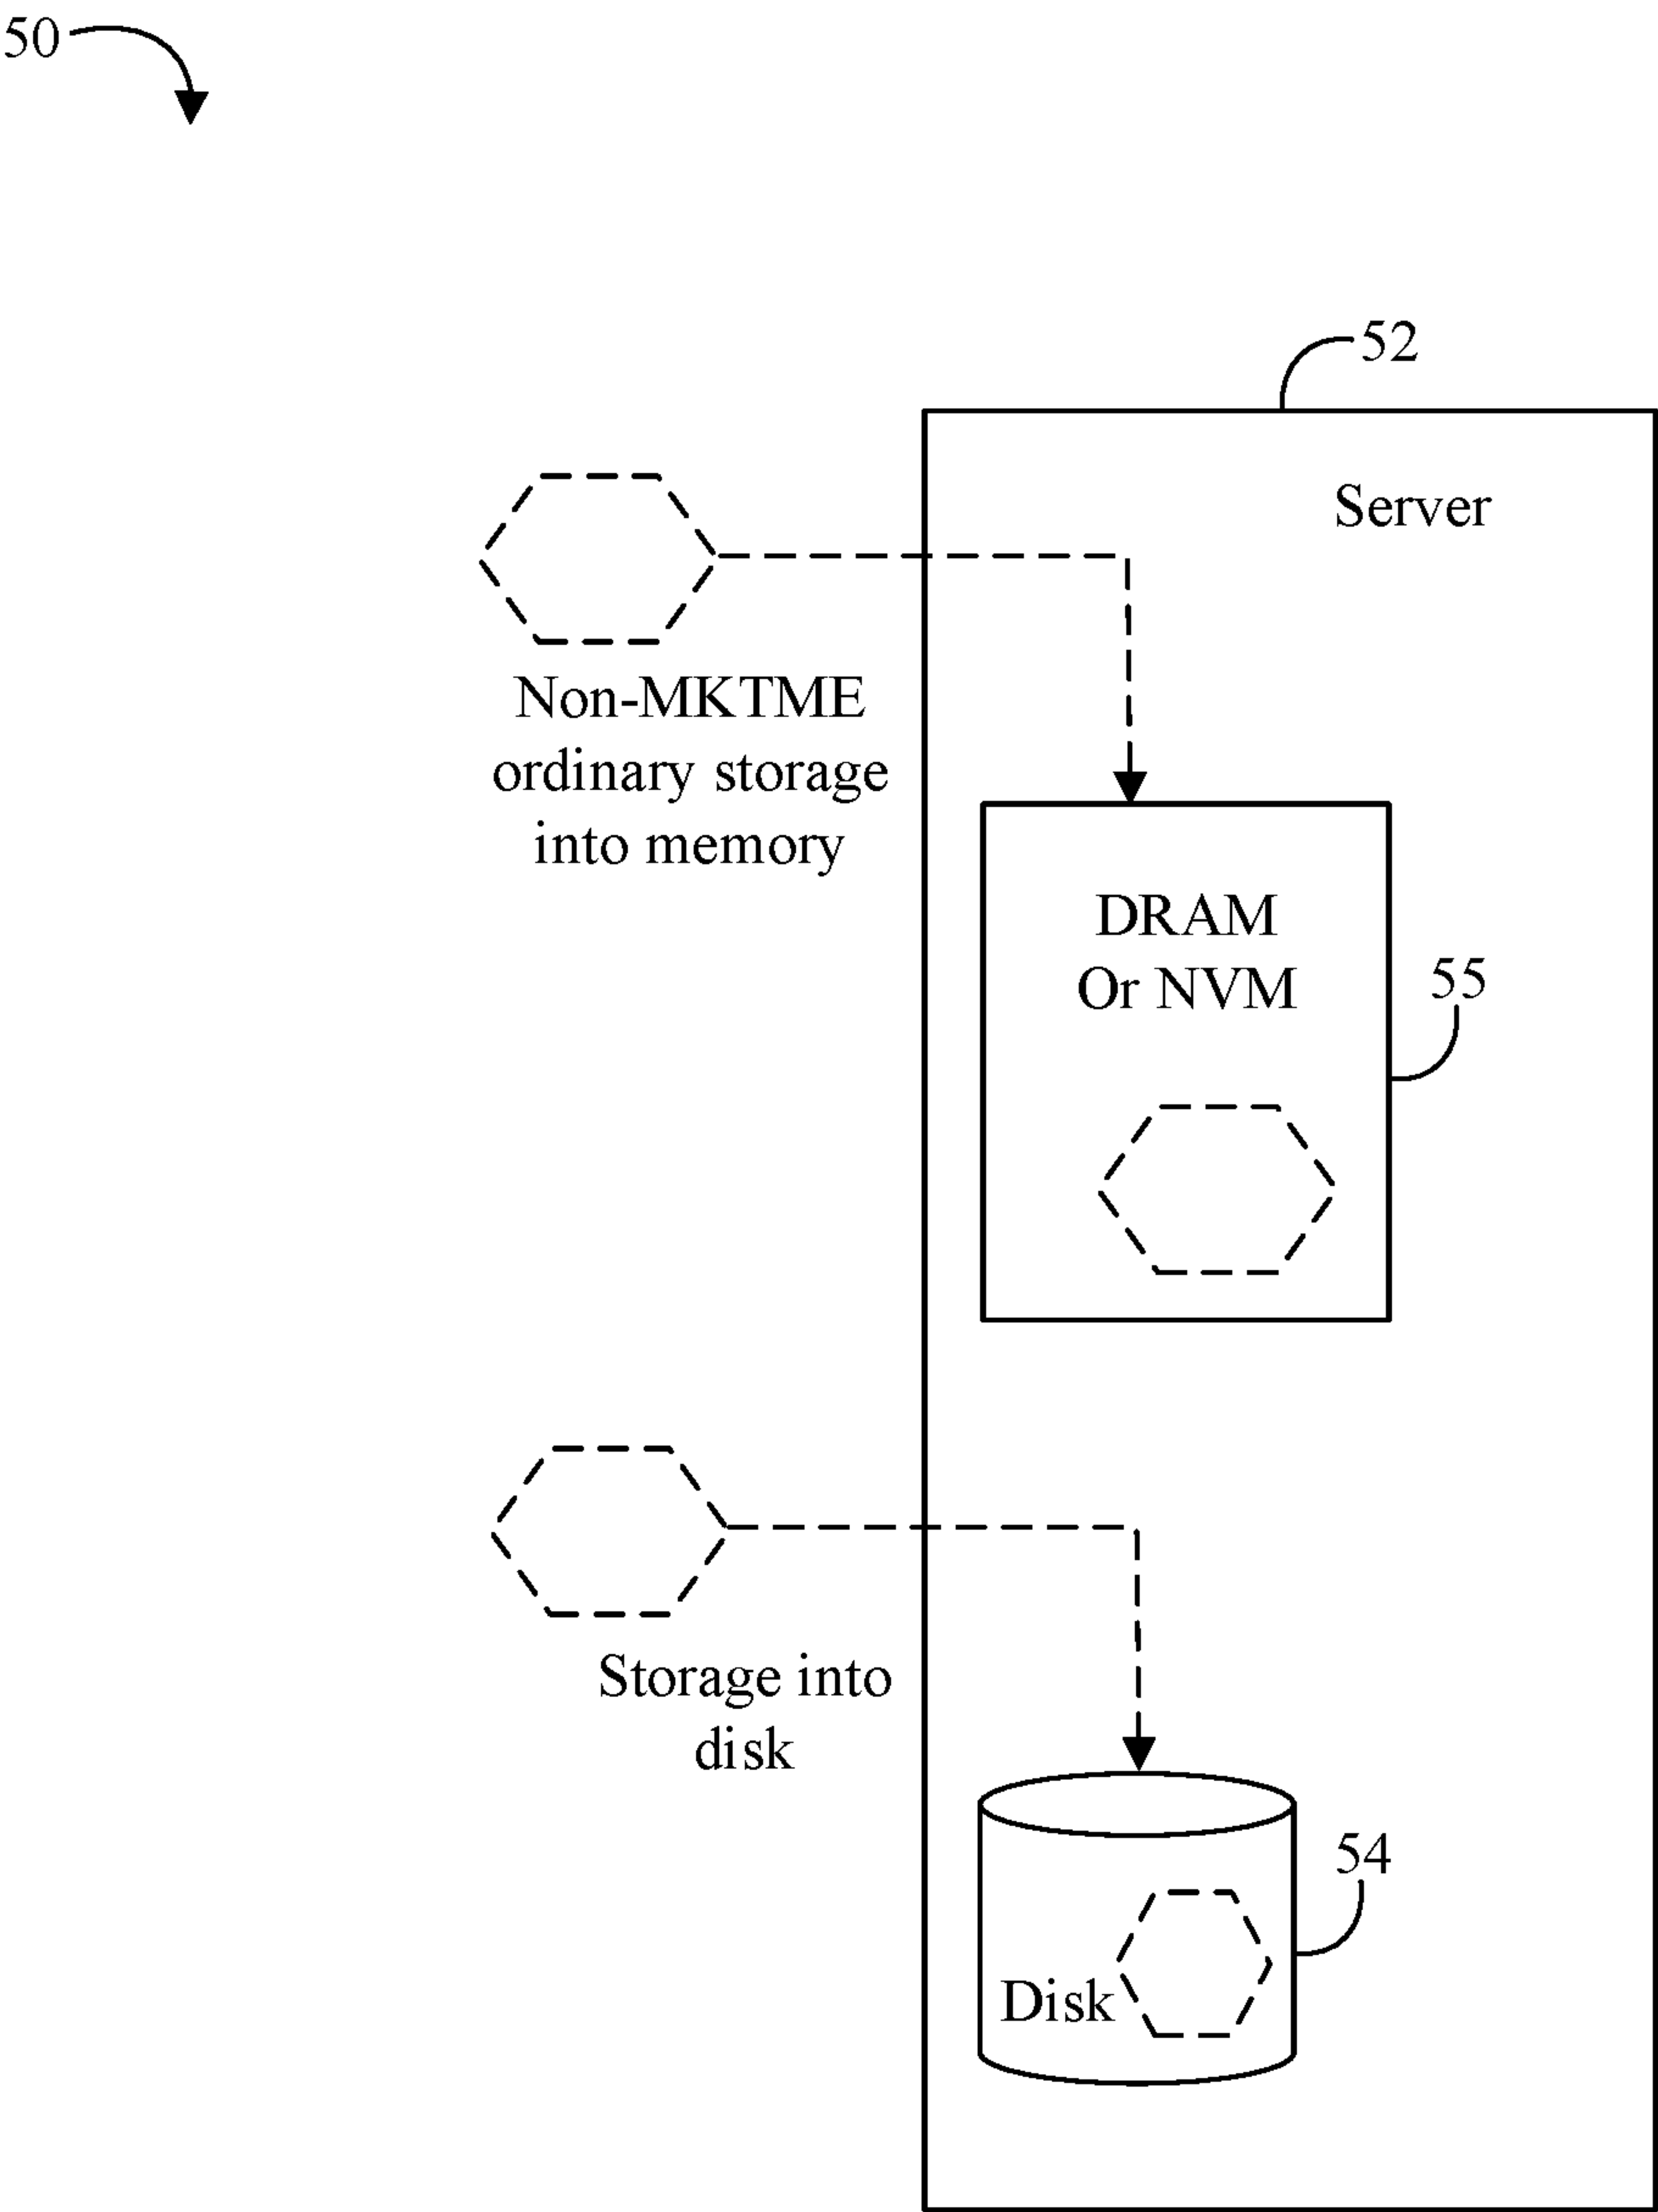 50
52
Server
Non-MKTME
ordinary storage
into memory
DRAM
Or NVM
55
Storage into
disk
54
Disk